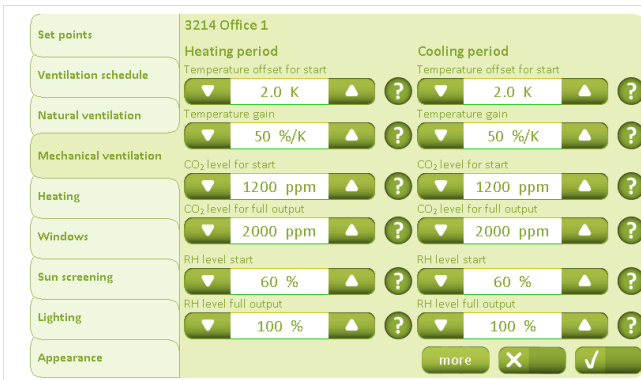 3214 Office 1
Set points
Ventilation schedule
Natural ventilation
Mechanical ventilation
Heating
Windows
Sun screening
Lighting
Appearance
Heating period
Temperature offset for start
2.0 K ?
Temperature gain
50 %/K ?
CO₂ level for start
1200 ppm ?
CO₂ level for full output
2000 ppm ?
RH level start
60 % ?
RH level full output
100 % ?
Cooling period
Temperature offset for start
2.0 K ?
Temperature gain
50 %/K ?
CO₂ level for start
1200 ppm ?
CO₂ level for full output
2000 ppm ?
RH level start
60 % ?
RH level full output
100 % ?
more